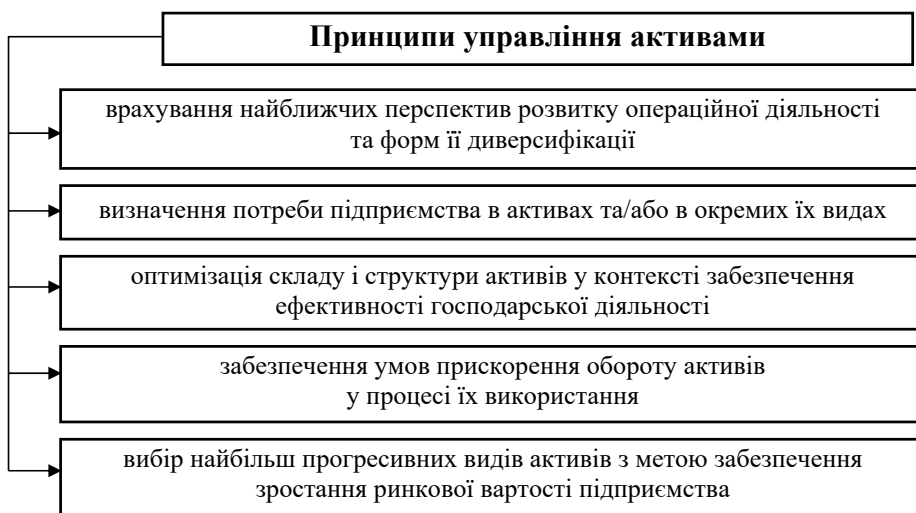 Принципи управління активами
врахування найближчих перспектив розвитку операційної діяльності
та форм її диверсифікації
визначення потреби підприємства в активах та/або в окремих їх видах
оптимізація складу і структури активів у контексті забезпечення
ефективності господарської діяльності
забезпечення умов прискорення обороту активів
у процесі їх використання
вибір найбільш прогресивних видів активів з метою забезпечення
зростання ринкової вартості підприємства